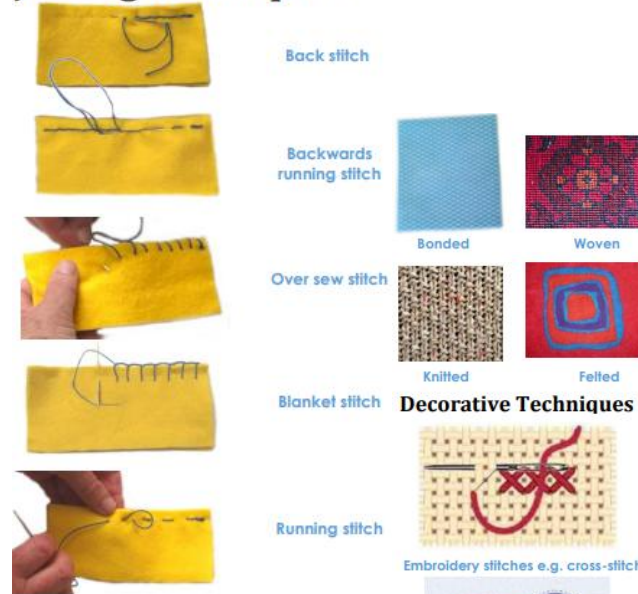 Back stitch
Backwards
running stitch
Over sew stitch
Blanket stitch
Running stitch
Bonded
Woven
Knitted
Felted
Decorative Techniques
Embroidery stitches e.g. cross-stitch